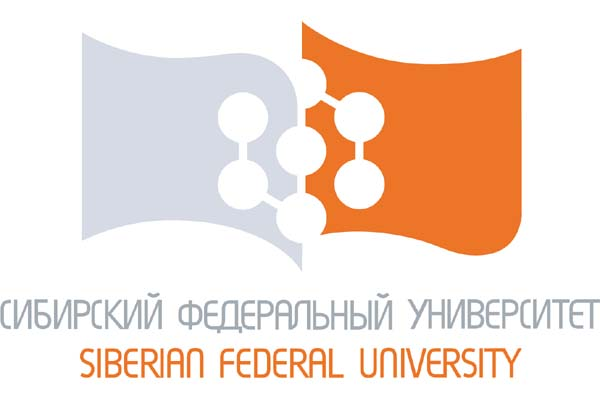 СИБИРСКИЙ ФЕДЕРАЛЬНЫЙ УНИВЕРСИТЕТ
SIBERIAN FEDERAL UNIVERSITY